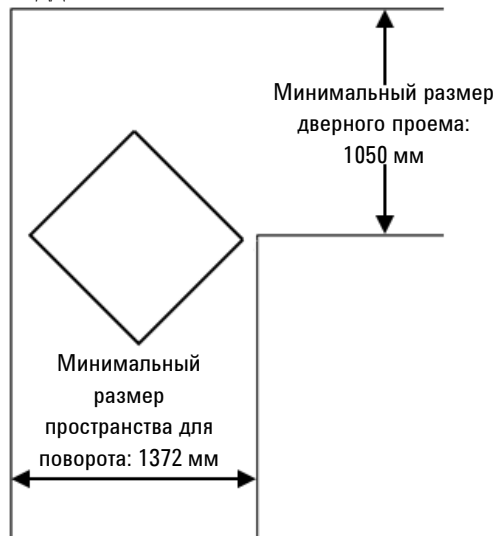 Минимальный размер
дверного проема:
1050 мм
Минимальный
размер
пространства для
поворота: 1372 мм